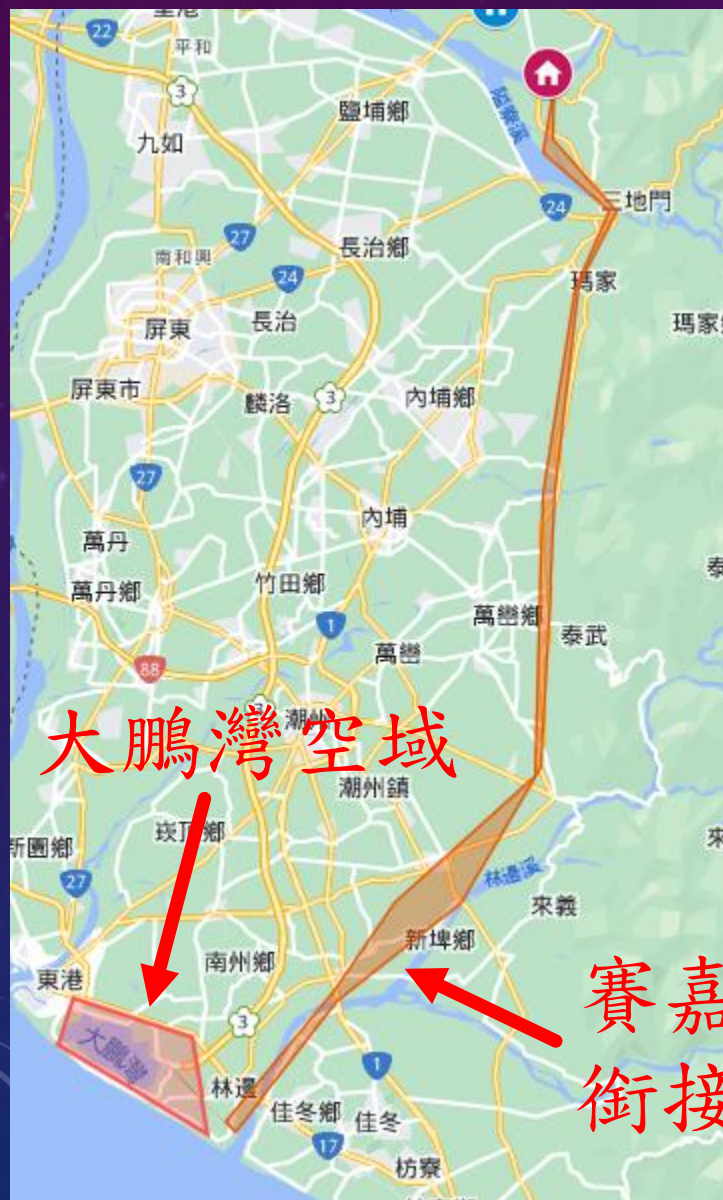 22
里港
平和
3
鹽埔鄉
隘寮溪
九如
24
三地門
27
長治鄉
南和興
24
瑪家
長治
屏東
瑪家
屏東市
麟洛
3
內埔鄉
27
內埔
萬丹
竹田鄉
萬丹鄉
萬巒鄉
1
泰武
萬巒
88
3
潮州
大鵬灣空域
潮州鎮
崁頂鄉
新園鄉
林邊溪
27
來義
新埤鄉
南州鄉
東港
賽嘉
3
大鵬灣
1
林邊
銜接
佳冬鄉
佳冬
17
枋寮